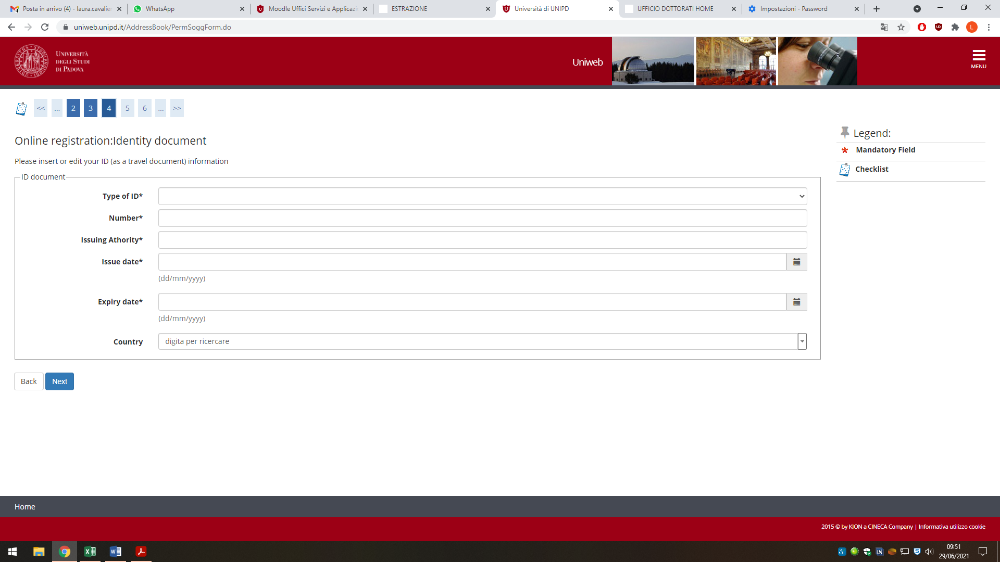 Posta in arrivo (4) - laura.cavalier
WhatsApp
Moodle Uffici Servizi e Applicazi
ESTRAZIONE
Università di UNIPD
UFFICIO DOTTORATI HOME
Impostazioni - Password
uniweb.unipd.it/AddressBook/PermSoggForm.do
L
UNIVERSITÀ
DEGLI STUDI
DI PADOVA
Uniweb
MENU
<< ... 2 3 4 5 6 ... >>
Online registration:Identity document
Please insert or edit your ID (as a travel document) information
ID document
Type of ID*
Number*
Issuing Athority*
Issue date*
(dd/mm/yyyy)
Expiry date*
(dd/mm/yyyy)
Country digita per ricercare
Back Next
Legend:
* Mandatory Field
Checklist
Home
2015 © by KION a CINECA Company | Informativa utilizzo cookie
09:51
29/06/2021